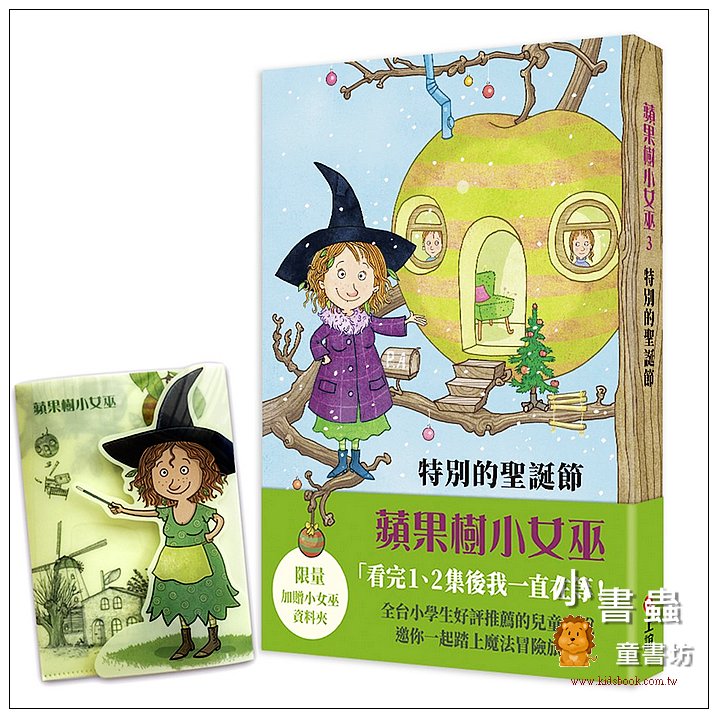 蘋果樹小女巫
蘋果樹小女巫 3 特別的聖誕節
P.A.
特別的聖誕節
蘋果樹小女巫
限量
加贈小女巫
資料夾
「看完1、2集後我一直在等!
全台小學生好評推薦的兒童
邀你一起踏上魔法冒險旅
小書蟲
童書坊
www.kidsbook.com.tw